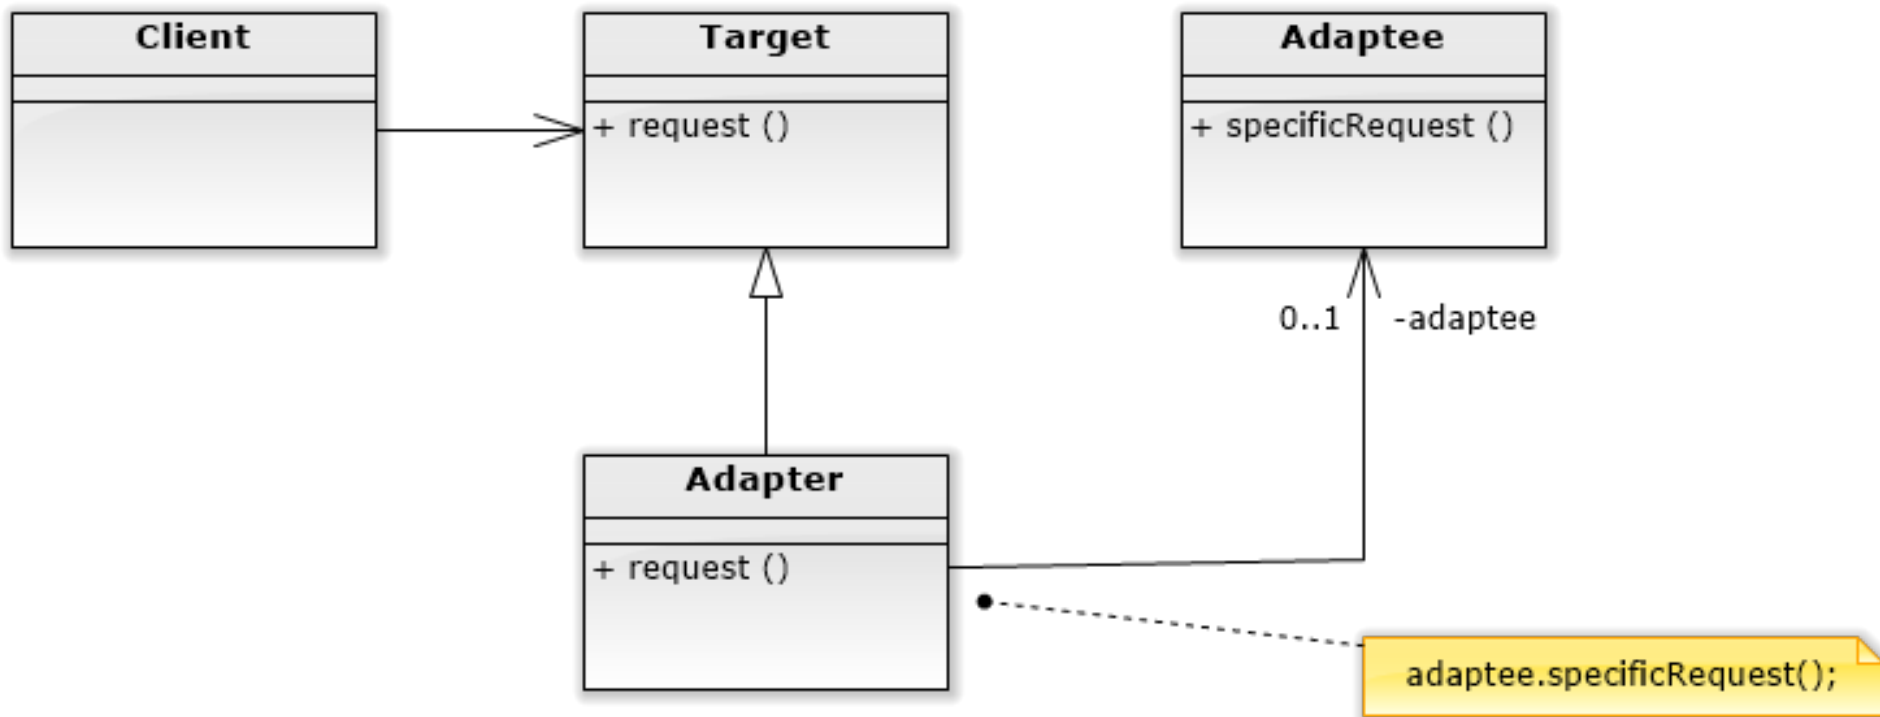 Client
Target
+ request ()
Adaptee
+ specificRequest ()
0..1
-adaptee
Adapter
+ request ()
adaptee.specificRequest();